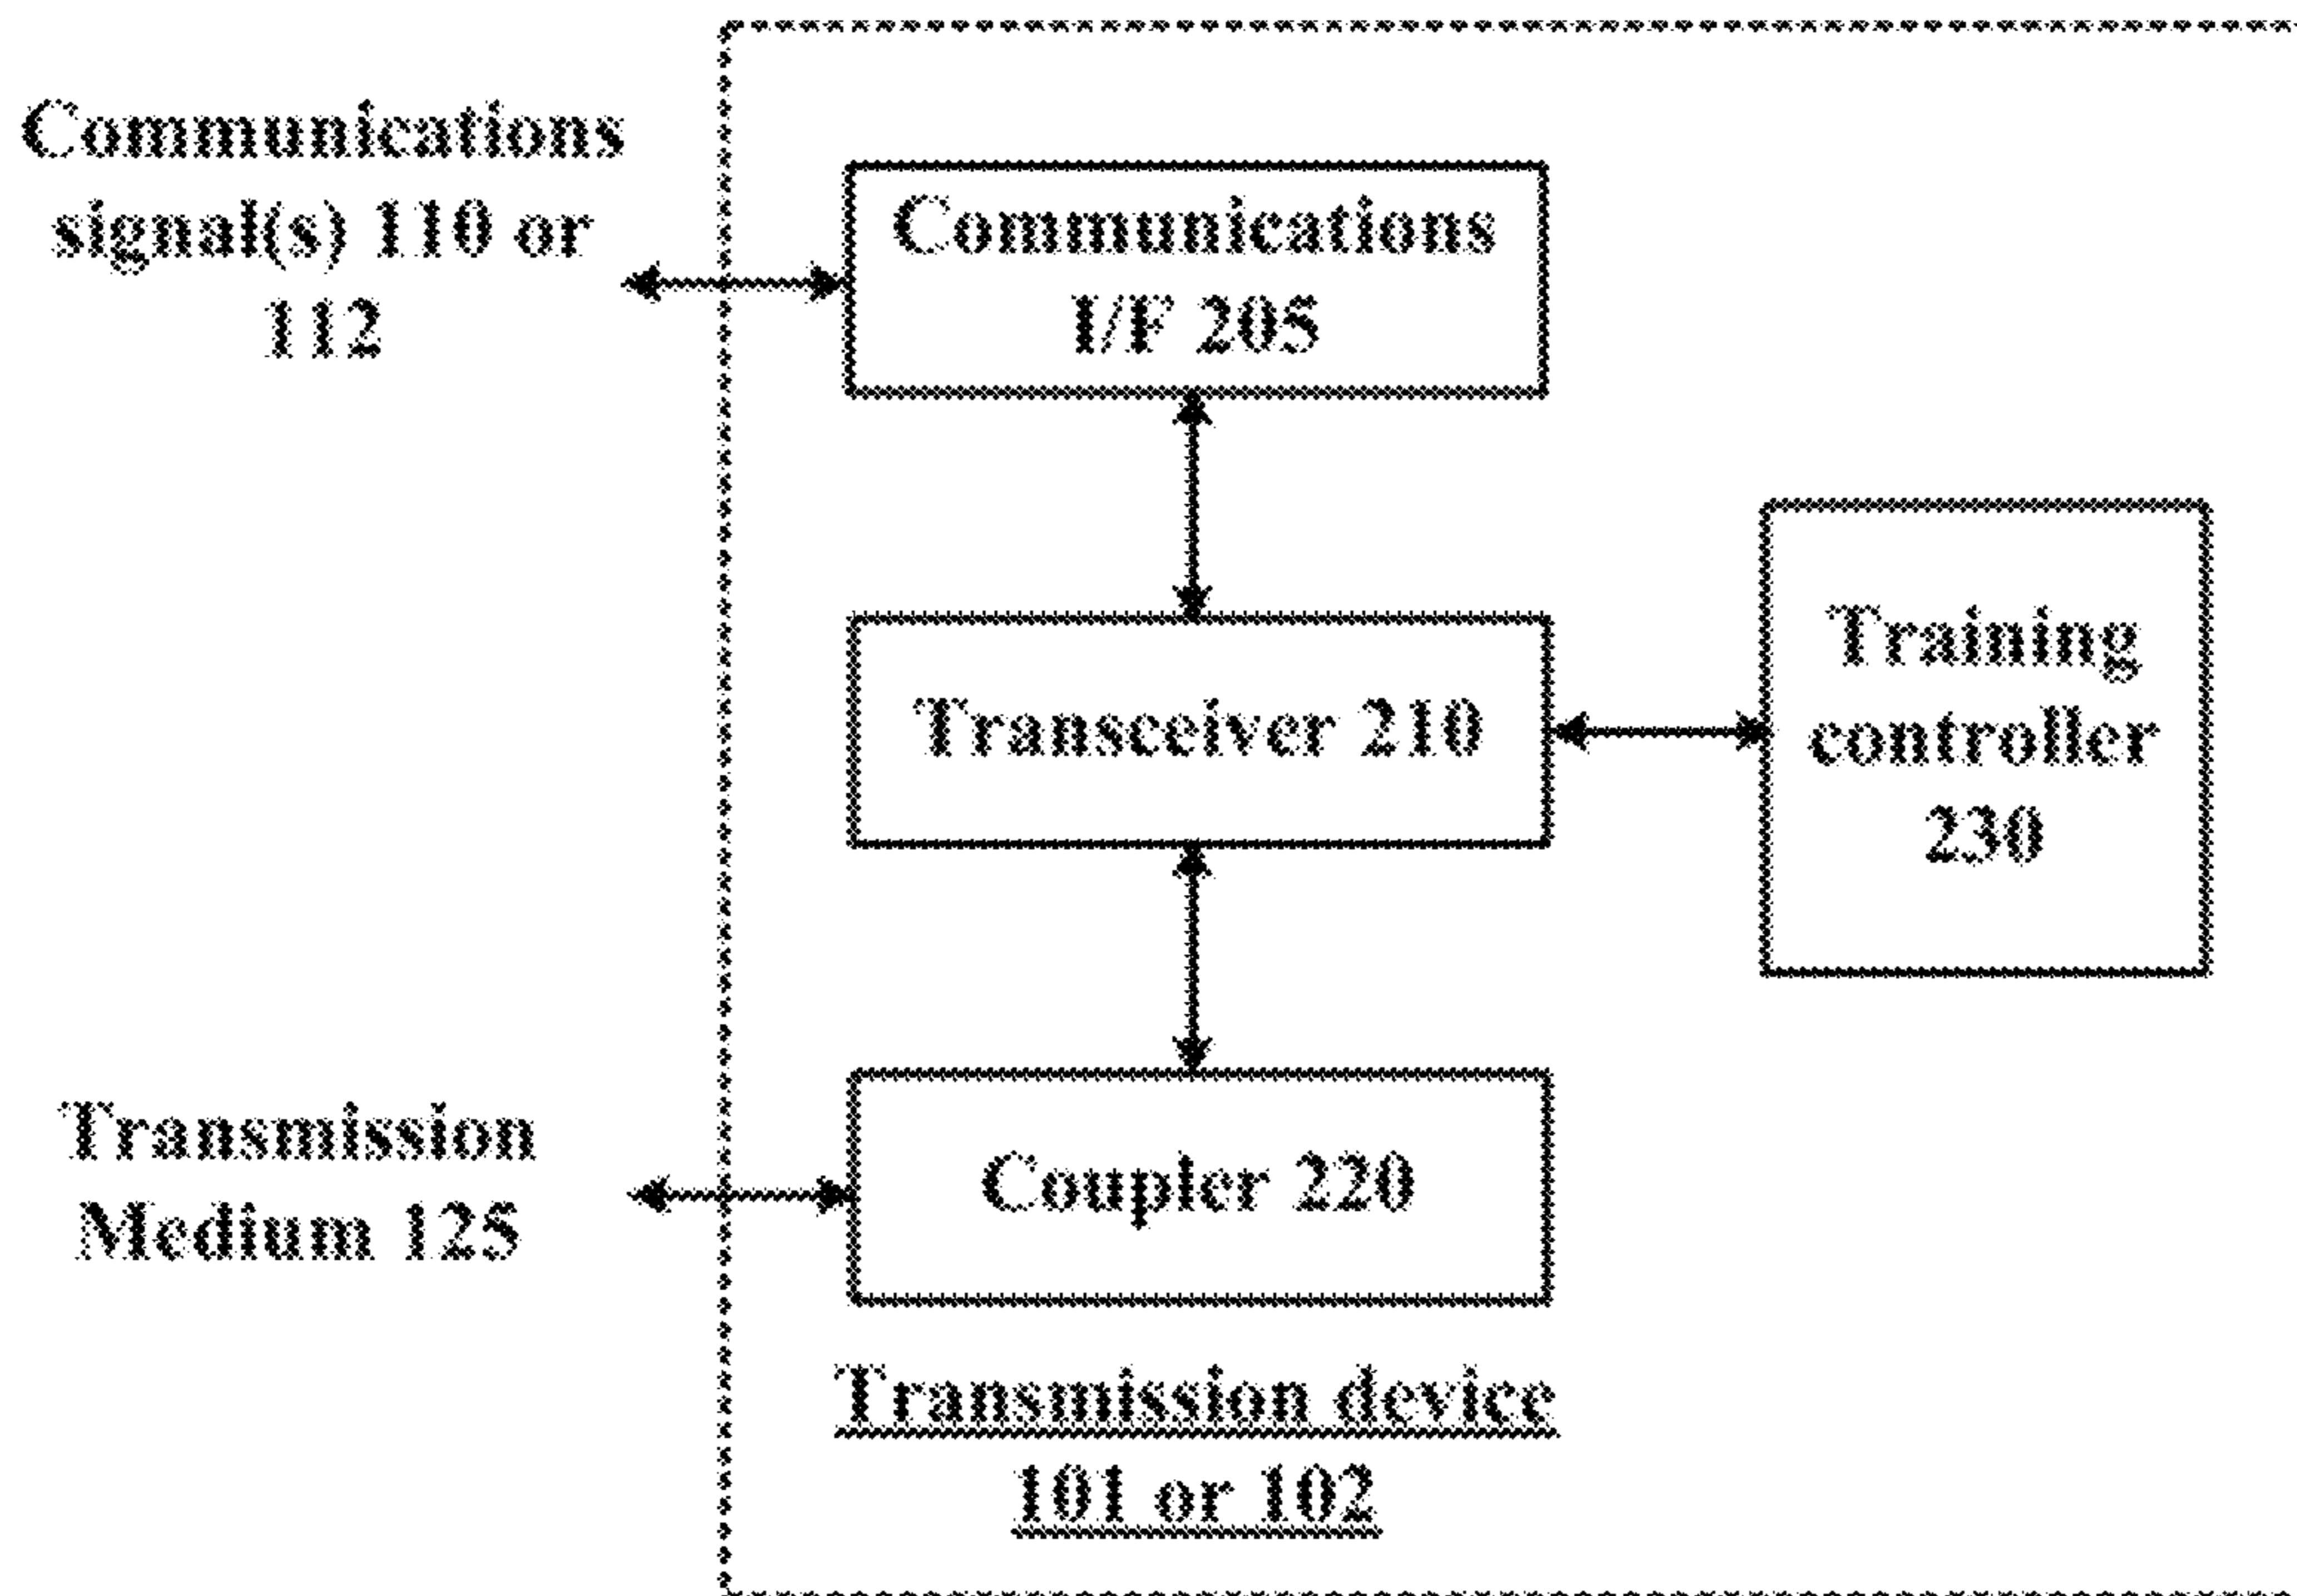 Communications
signal(s) 110 or
112
Communications
I/F 205
Transceiver 210
Training
controller
230
Transmission
Medium 125
Coupler 220
Transmission device
101 or 102